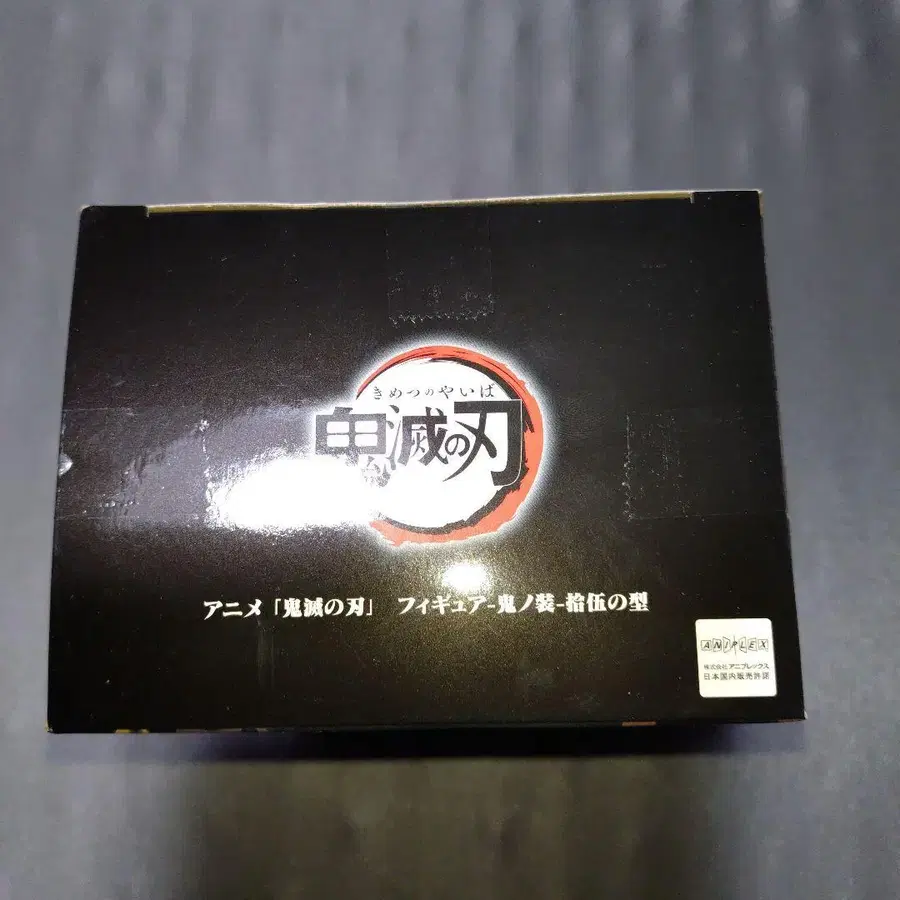 きめつのやいば
鬼滅の刃
アニメ「鬼滅の刃」 フィギュア-鬼ノ装-拾伍の型
ANIPLEX
株式会社アニプレックス
日本国内販売許諾